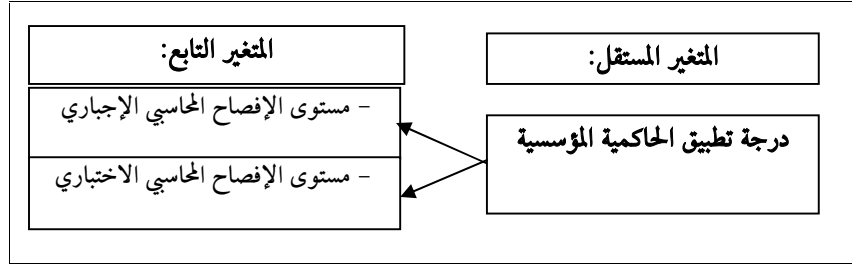 المتغير المستقل:
المتغير التابع:
درجة تطبيق الحاكمية المؤسسية
- مستوى الإفصاح المحاسبي الإجباري
- مستوى الإفصاح المحاسبي الاختباري